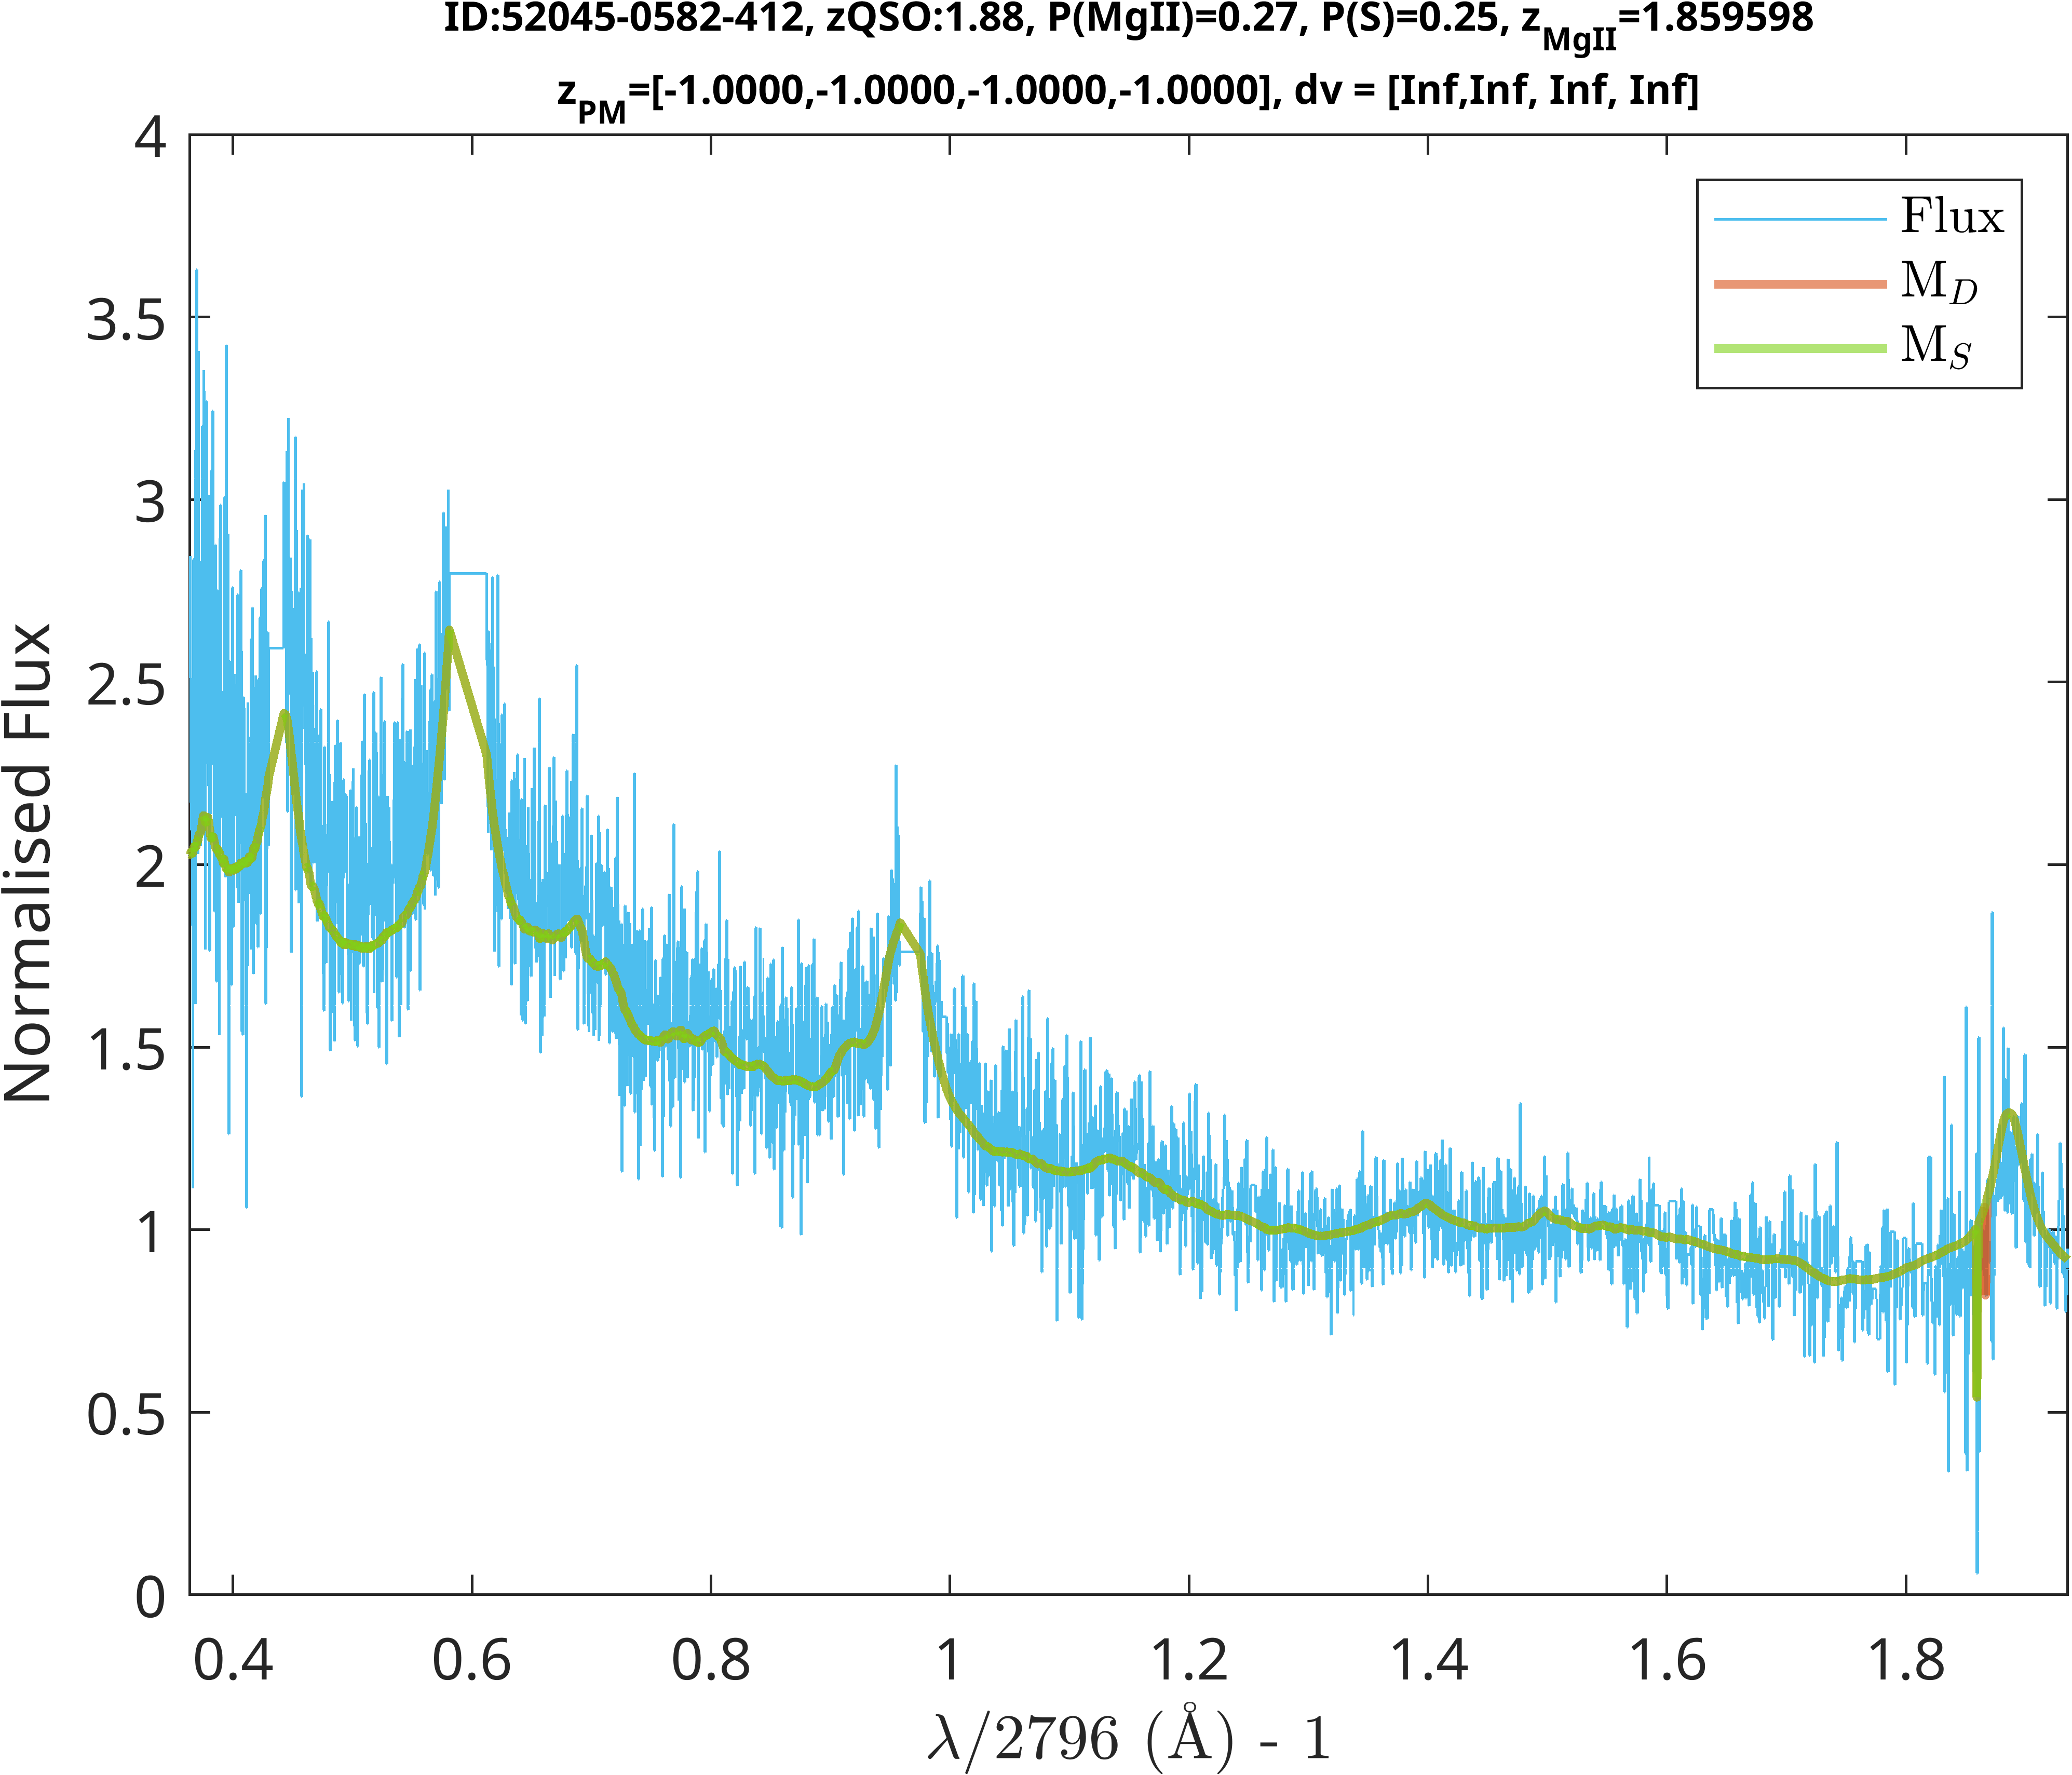 ID:52045-0582-412, zQSO:1.88, P(MgII)=0.27, P(S)=0.25, zMgII=1.859598
zPM=[-1.0000,-1.0000,-1.0000,-1.0000], dv = [Inf,Inf, Inf, Inf]
4
3.5
3
2.5
2
1.5
1
0.5
0
Normalised Flux
Flux
MD
MS
0.4 0.6 0.8 1 1.2 1.4 1.6 1.8
λ/2796 (Å) - 1